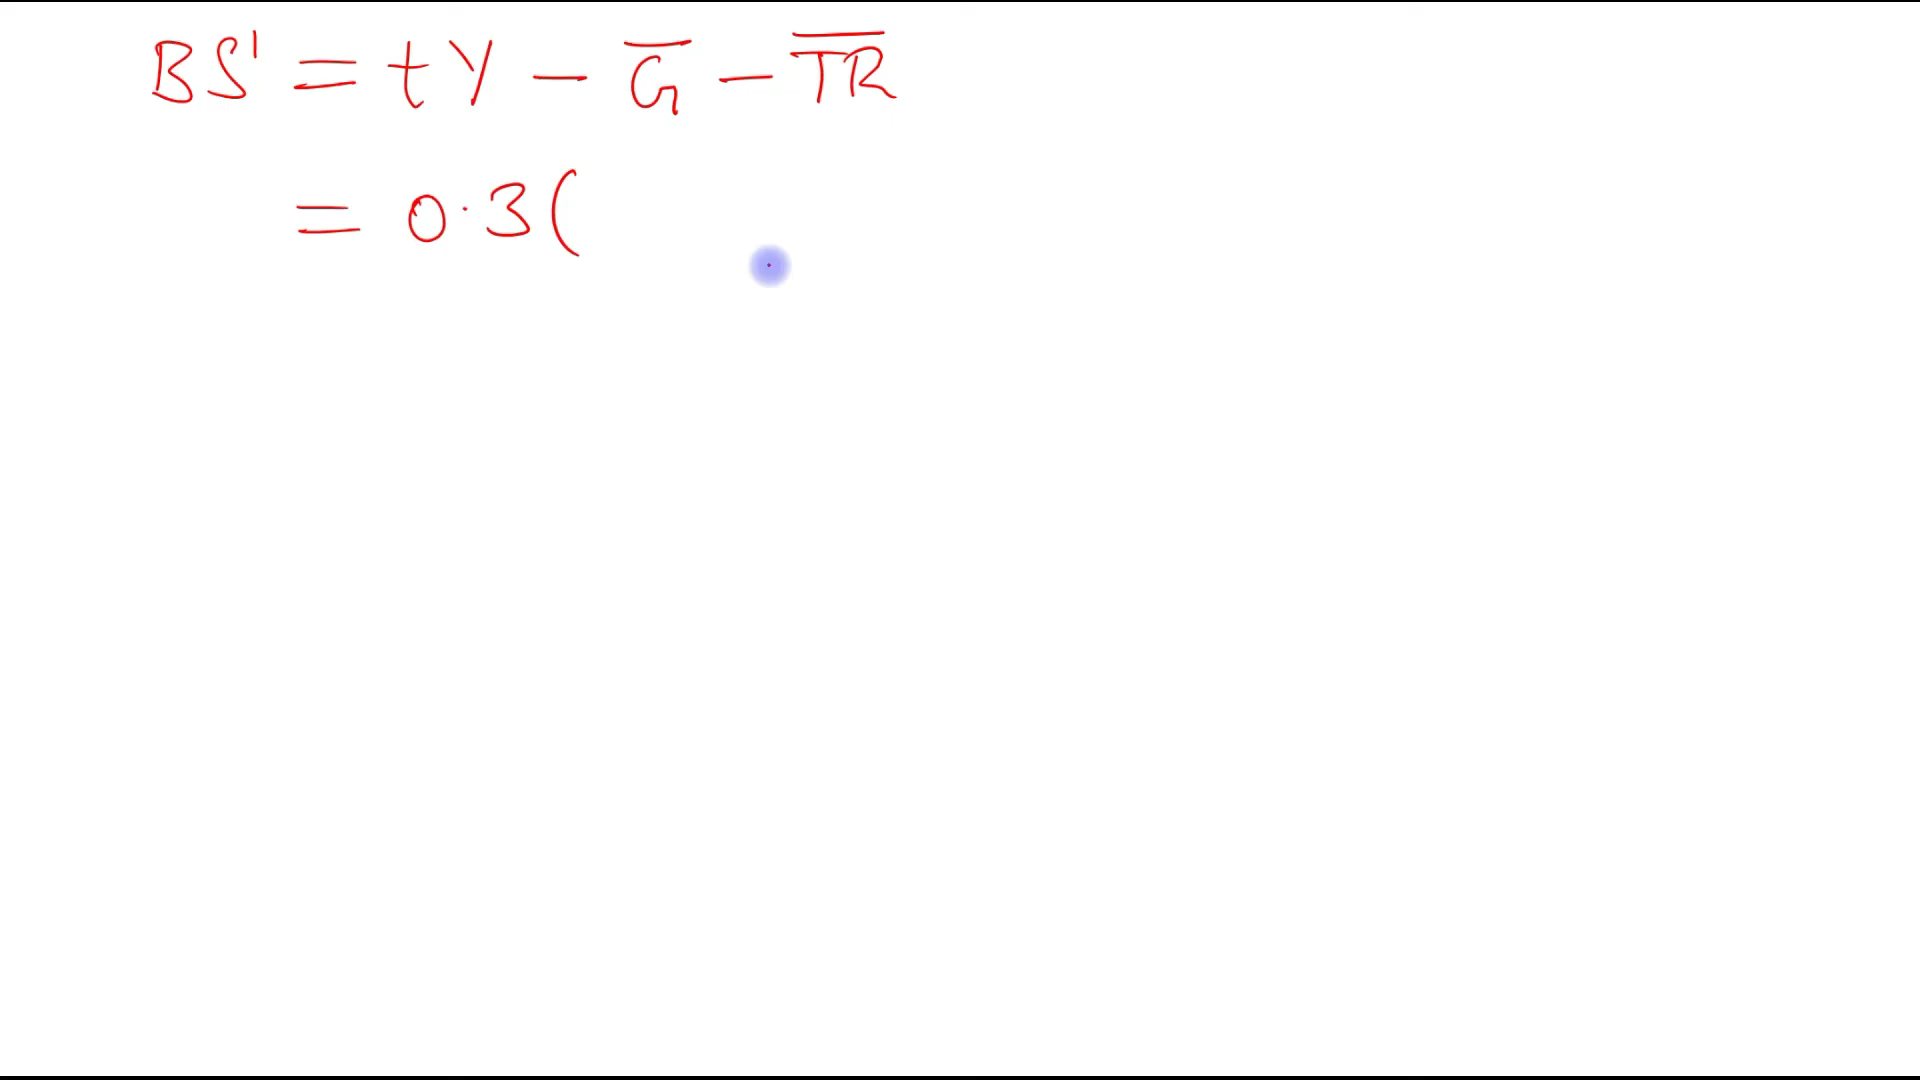 BS' = tY - G̅ - T̅R̅
= 0.3(